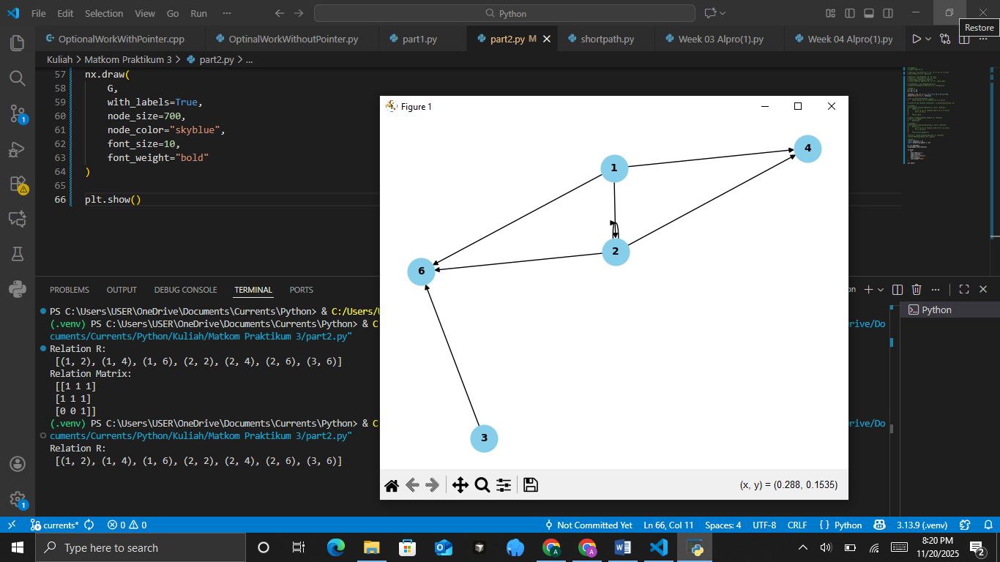 File Edit Selection View Go Run ··· Python
Restore
OptionalWorkWithPointer.cpp OptinalWorkWithoutPointer.py part1.py part2.py M shortpath.py Week 03 Alpro(1).py Week 04 Alpro(1).py
Kuliah > Matkom Praktikum 3 > part2.py > ...
57 nx.draw(
58 G,
59 with_labels=True,
60 node_size=700,
61 node_color="skyblue",
62 font_size=10,
63 font_weight="bold"
64 )
65
66 plt.show()
Figure 1
4
1
2
6
3
(x, y) = (0.288, 0.1535)
PROBLEMS OUTPUT DEBUG CONSOLE TERMINAL PORTS
Python
PS C:\Users\USER\OneDrive\Documents\Currents\Python> & C:/Users/
(.venv) PS C:\Users\USER\OneDrive\Documents\Currents\Python> & C rive/Do
cuments/Currents/Python/Kuliah/Matkom Praktikum 3/part2.py"
Relation R:
[(1, 2), (1, 4), (1, 6), (2, 2), (2, 4), (2, 6), (3, 6)]
Relation Matrix:
[[1 1 1]
[1 1 1]
[0 0 1]]
(.venv) PS C:\Users\USER\OneDrive\Documents\Currents\Python> & C rive/Do
cuments/Currents/Python/Kuliah/Matkom Praktikum 3/part2.py"
Relation R:
[(1, 2), (1, 4), (1, 6), (2, 2), (2, 4), (2, 6), (3, 6)]
1
1
currents* 0 0 Not Committed Yet Ln 66, Col 11 Spaces: 4 UTF-8 CRLF { } Python 3.13.9 (.venv)
Type here to search
8:20 PM
11/20/2025
2